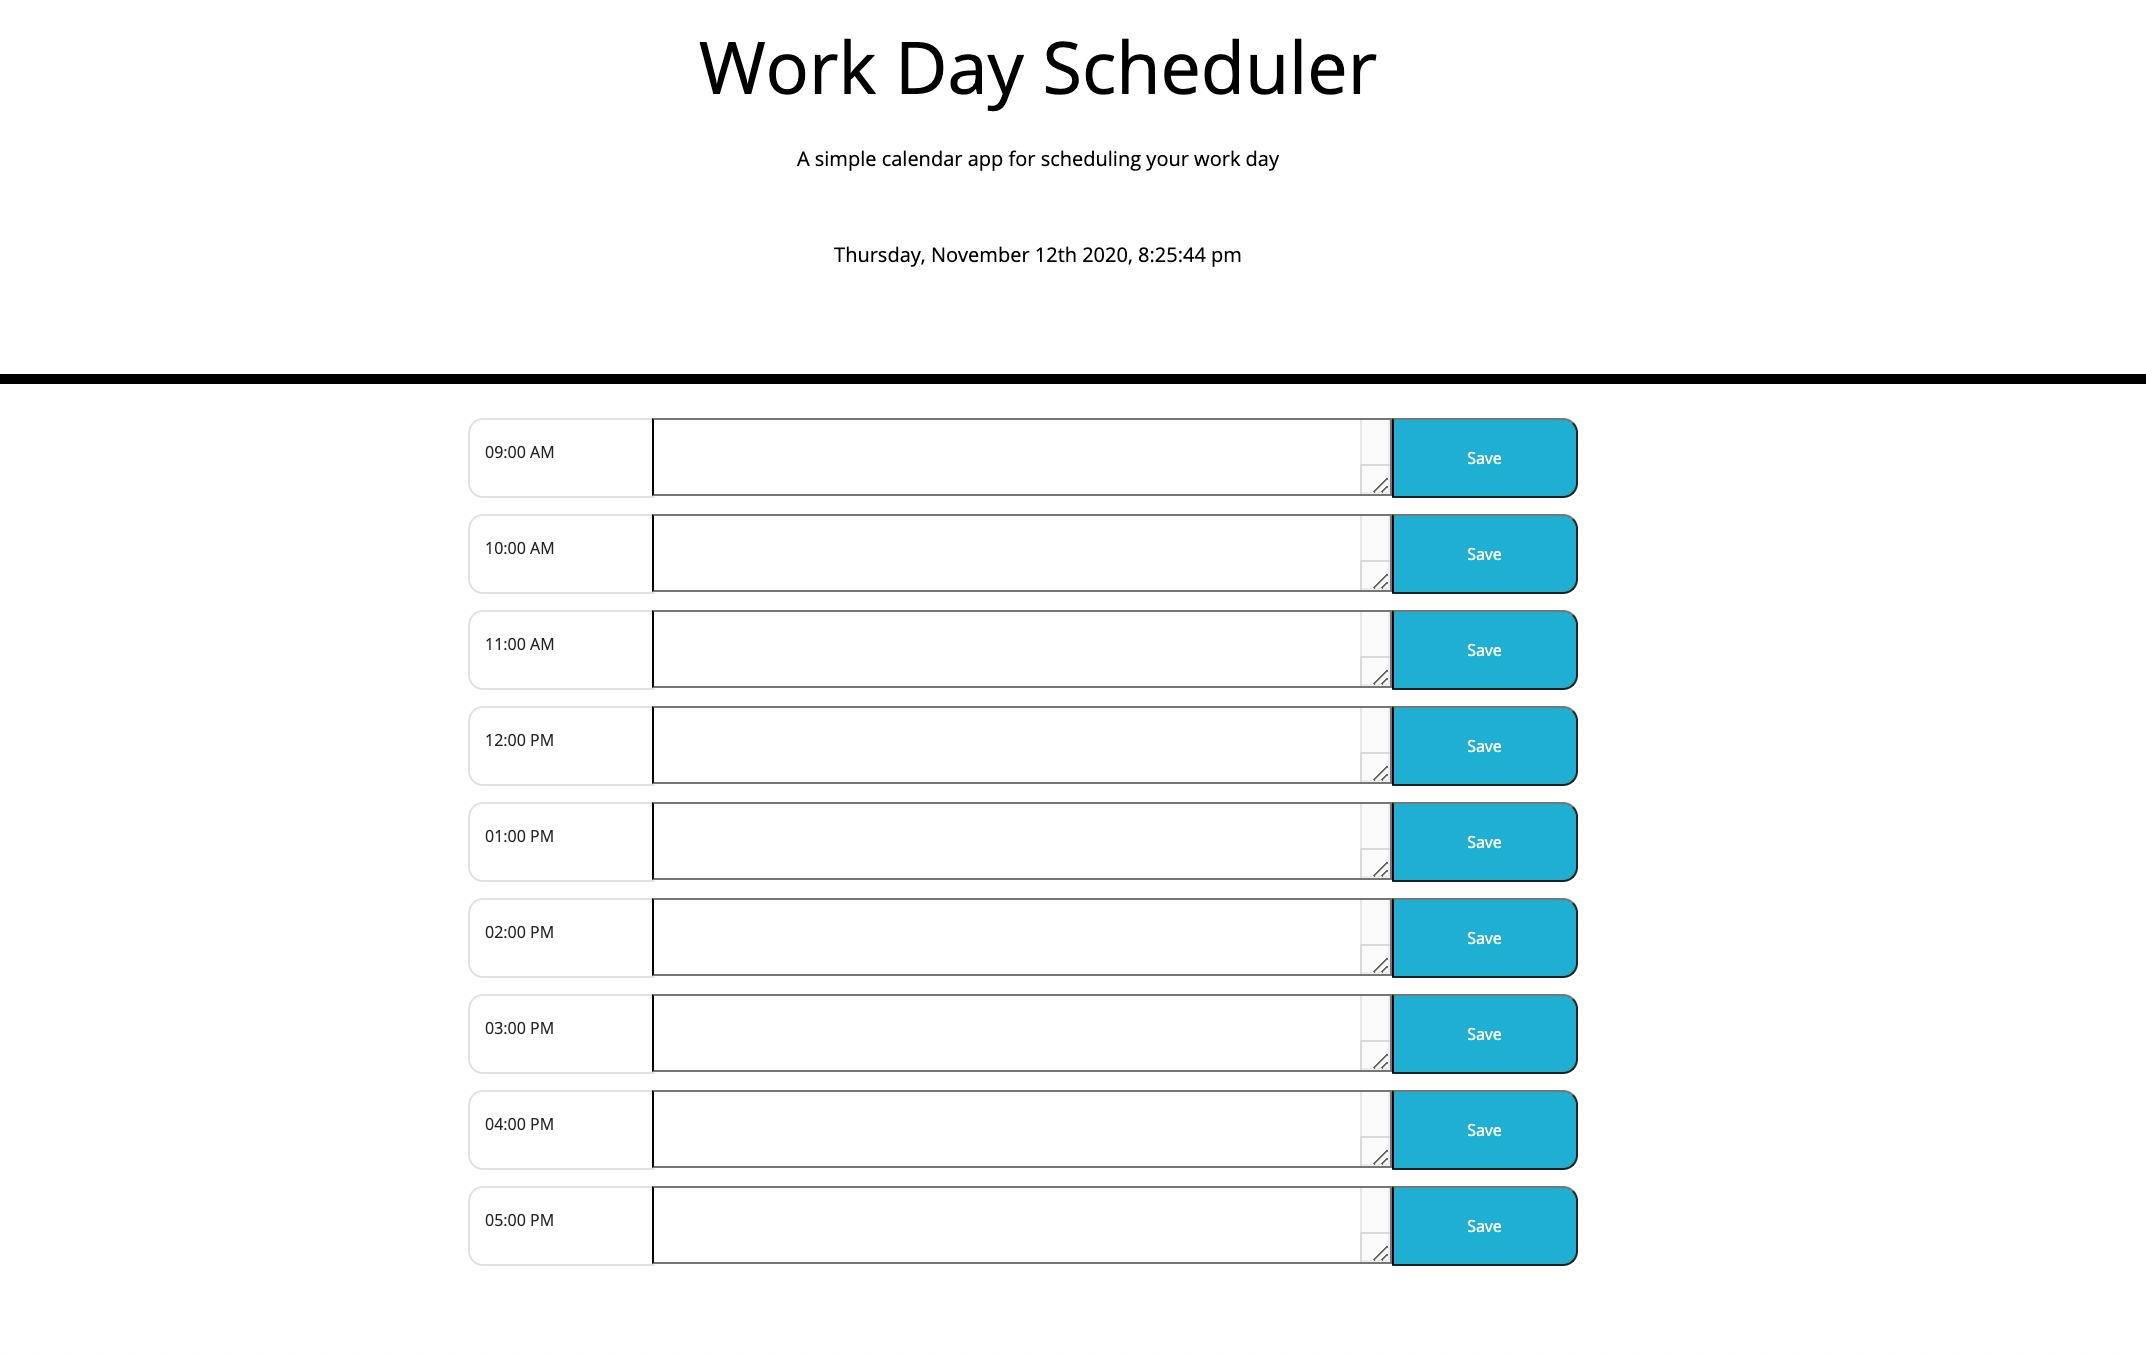 Work Day Scheduler
A simple calendar app for scheduling your work day
Thursday, November 12th 2020, 8:25:44 pm
09:00 AM Save
10:00 AM Save
11:00 AM Save
12:00 PM Save
01:00 PM Save
02:00 PM Save
03:00 PM Save
04:00 PM Save
05:00 PM Save